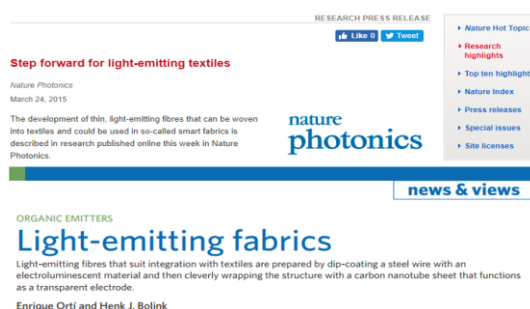 RESEARCH PRESS RELEASE
Like 0 Tweet
Step forward for light-emitting textiles
Nature Photonics
March 24, 2015
The development of thin, light-emitting fibres that can be woven
into textiles and could be used in so-called smart fabrics is
described in research published online this week in Nature
Photonics.
nature
photonics
Nature Hot Topic
Research
highlights
Top ten highlight
Nature Index
Press releases
Special issues
Site licenses
news & views
ORGANIC EMITTERS
Light-emitting fabrics
Light-emitting fibres that suit integration with textiles are prepared by dip-coating a steel wire with an
electroluminescent material and then cleverly wrapping the structure with a carbon nanotube sheet that functions
as a transparent electrode.
Enrique Ortí and Henk J. Bolink